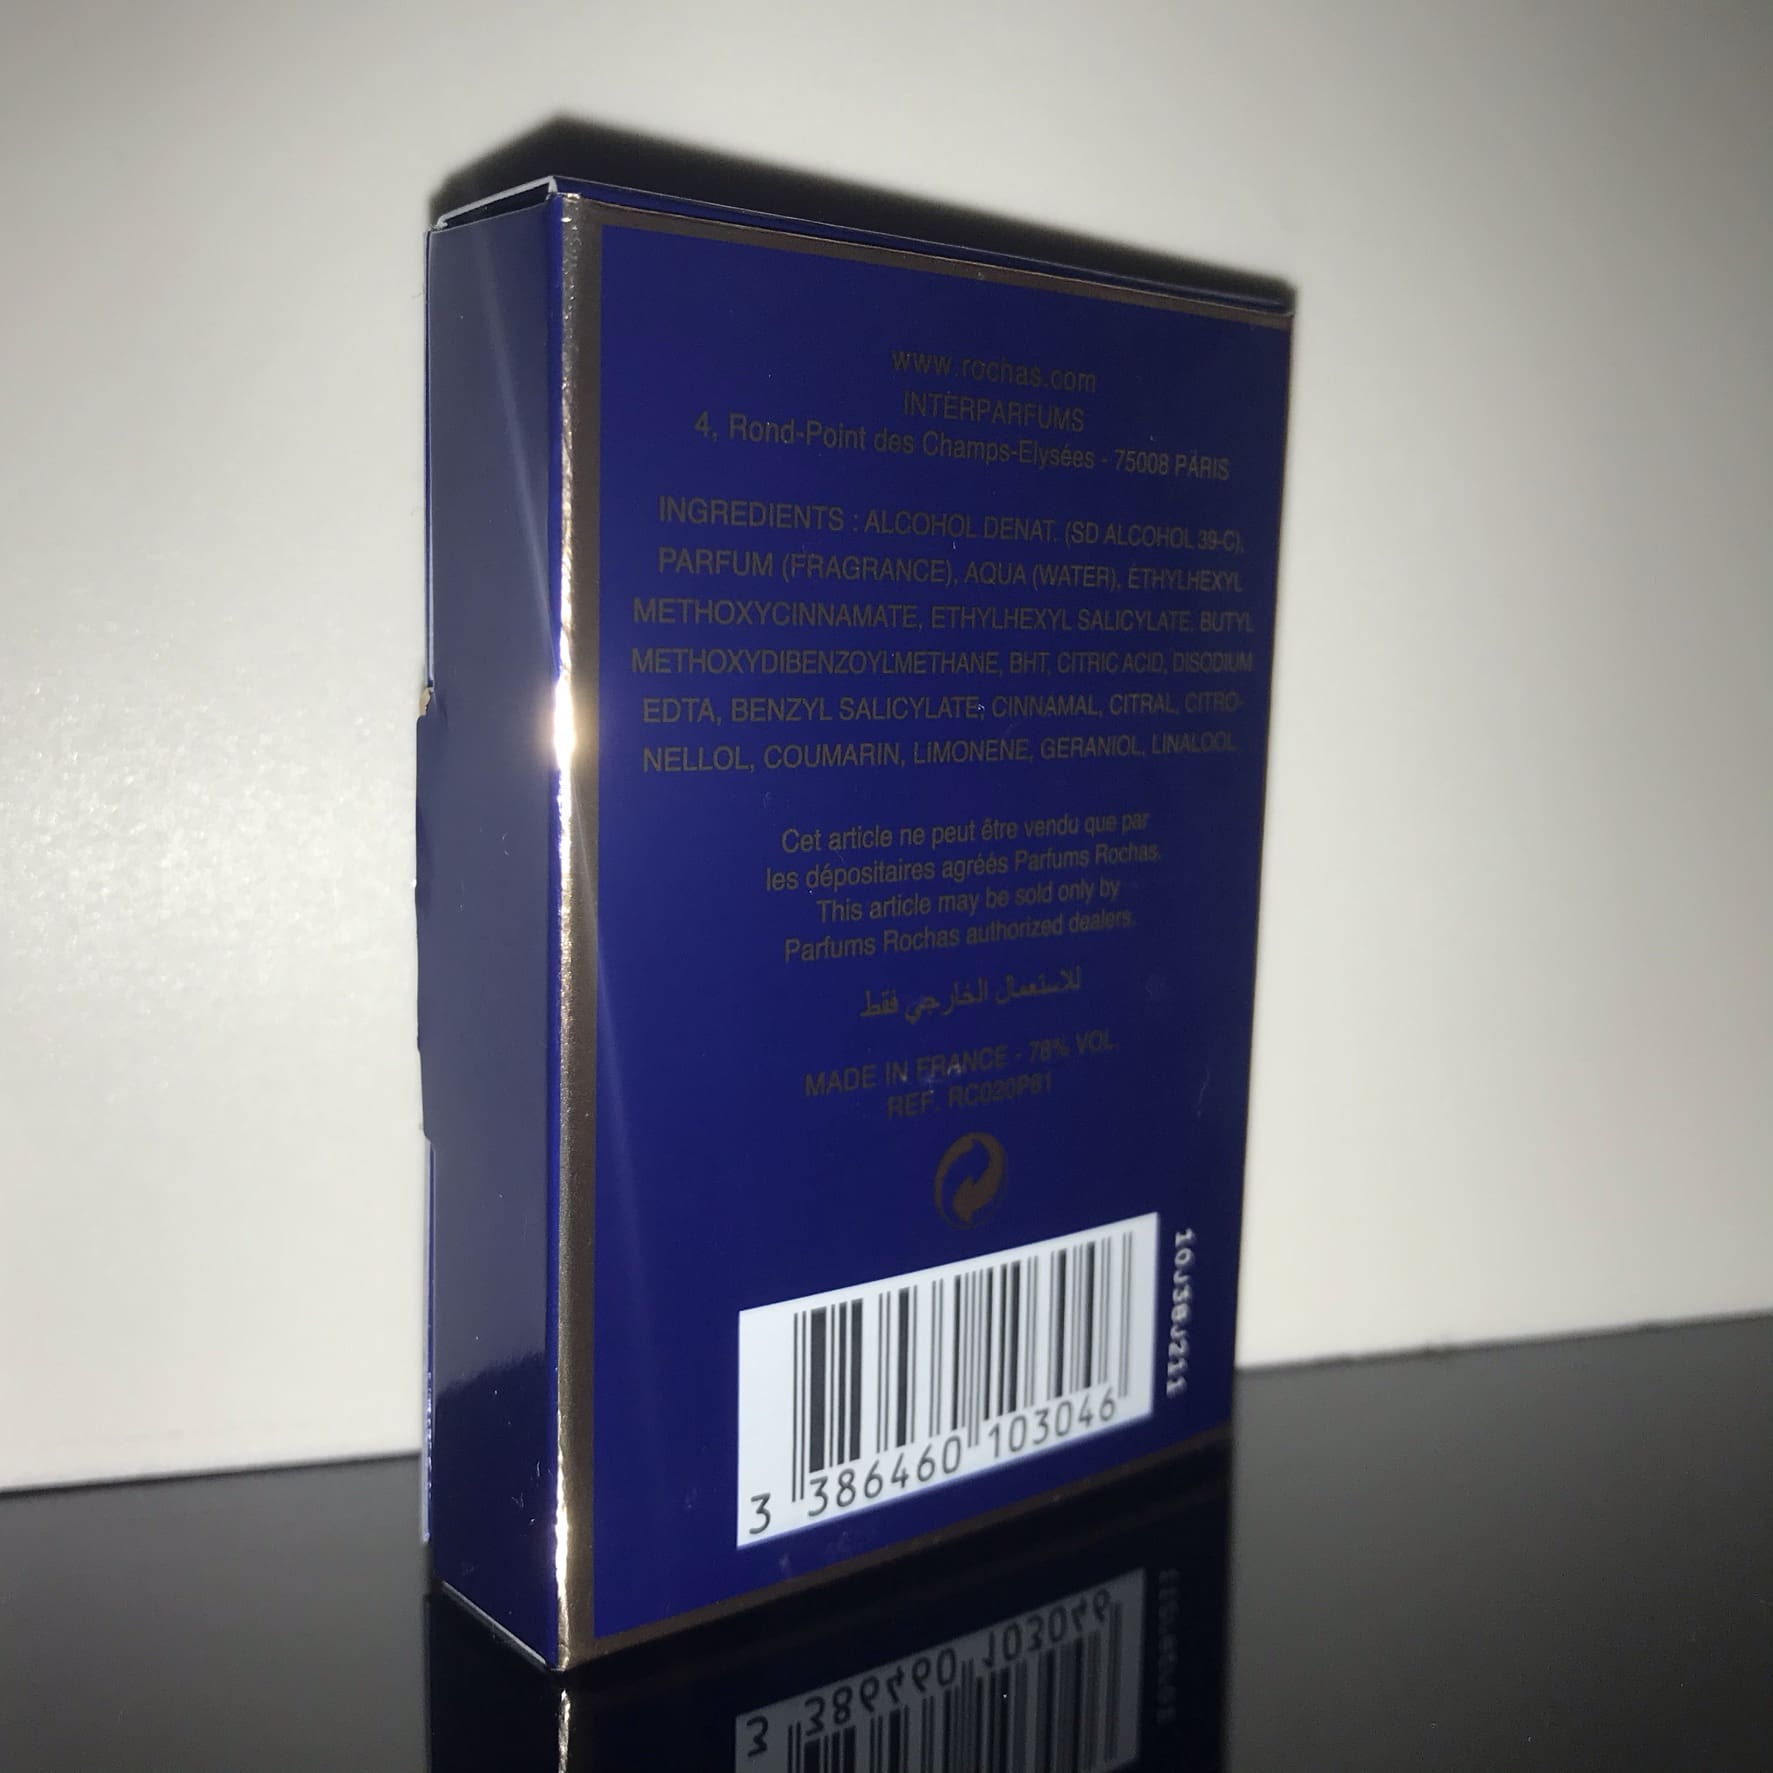 www.rochas.com
INTERPARFUMS
4, Rond-Point des Champs-Elysées - 75008 PARIS
INGREDIENTS : ALCOHOL DENAT. (SD ALCOHOL 39-C),
PARFUM (FRAGRANCE), AQUA (WATER), ETHYLHEXYL
METHOXYCINNAMATE, ETHYLHEXYL SALICYLATE, BUTYL
METHOXYDIBENZOYLMETHANE, BHT, CITRIC ACID, DISODIUM
EDTA, BENZYL SALICYLATE, CINNAMAL, CITRAL, CITRO-
NELLOL, COUMARIN, LIMONENE, GERANIOL, LINALOOL.
Cet article ne peut être vendu que par
les dépositaires agréés Parfums Rochas.
This article may be sold only by
Parfums Rochas authorized dealers.
للاستعمال الخارجي فقط
MADE IN FRANCE - 78% VOL.
REF. RC020P81
10J38J211
3 386460 103046